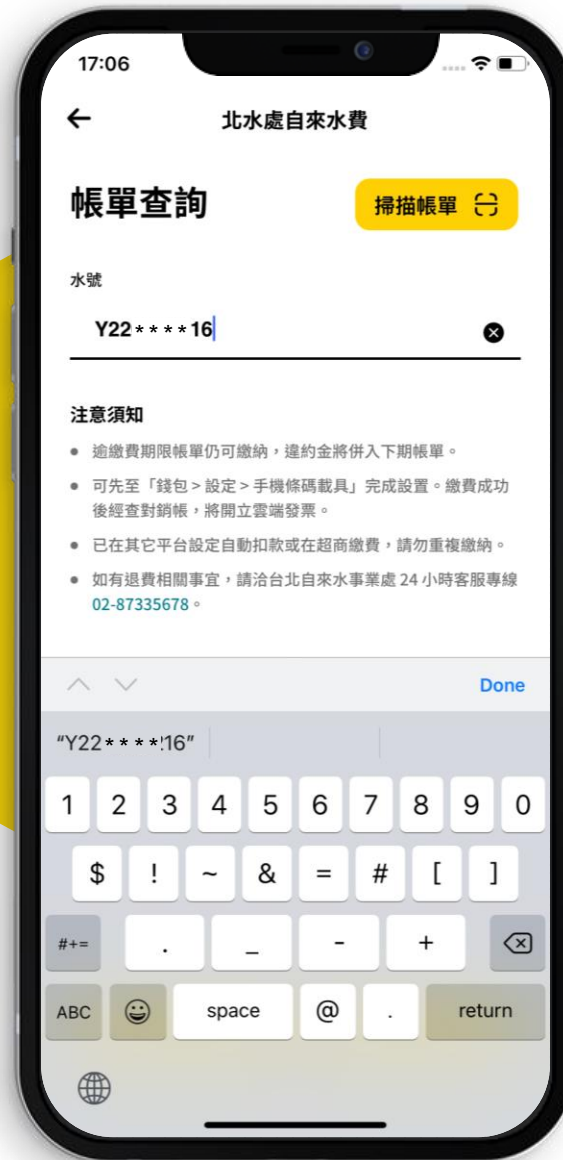 17:06
北水處自來水費
帳單查詢
掃描帳單
水號
Y22****16
注意須知
逾繳費期限帳單仍可繳納，違約金將併入下期帳單。
可先至「錢包 > 設定 > 手機條碼載具」完成設置。繳費成功
後經查對銷帳，將開立雲端發票。
已在其它平台設定自動扣款或在超商繳費，請勿重複繳納。
如有退費相關事宜，請洽台北自來水事業處 24 小時客服專線
02-87335678。
Done
“Y22****16”
1 2 3 4 5 6 7 8 9 0
$ ! ~ & = # [ ]
#+= . _ - +
ABC space @ . return